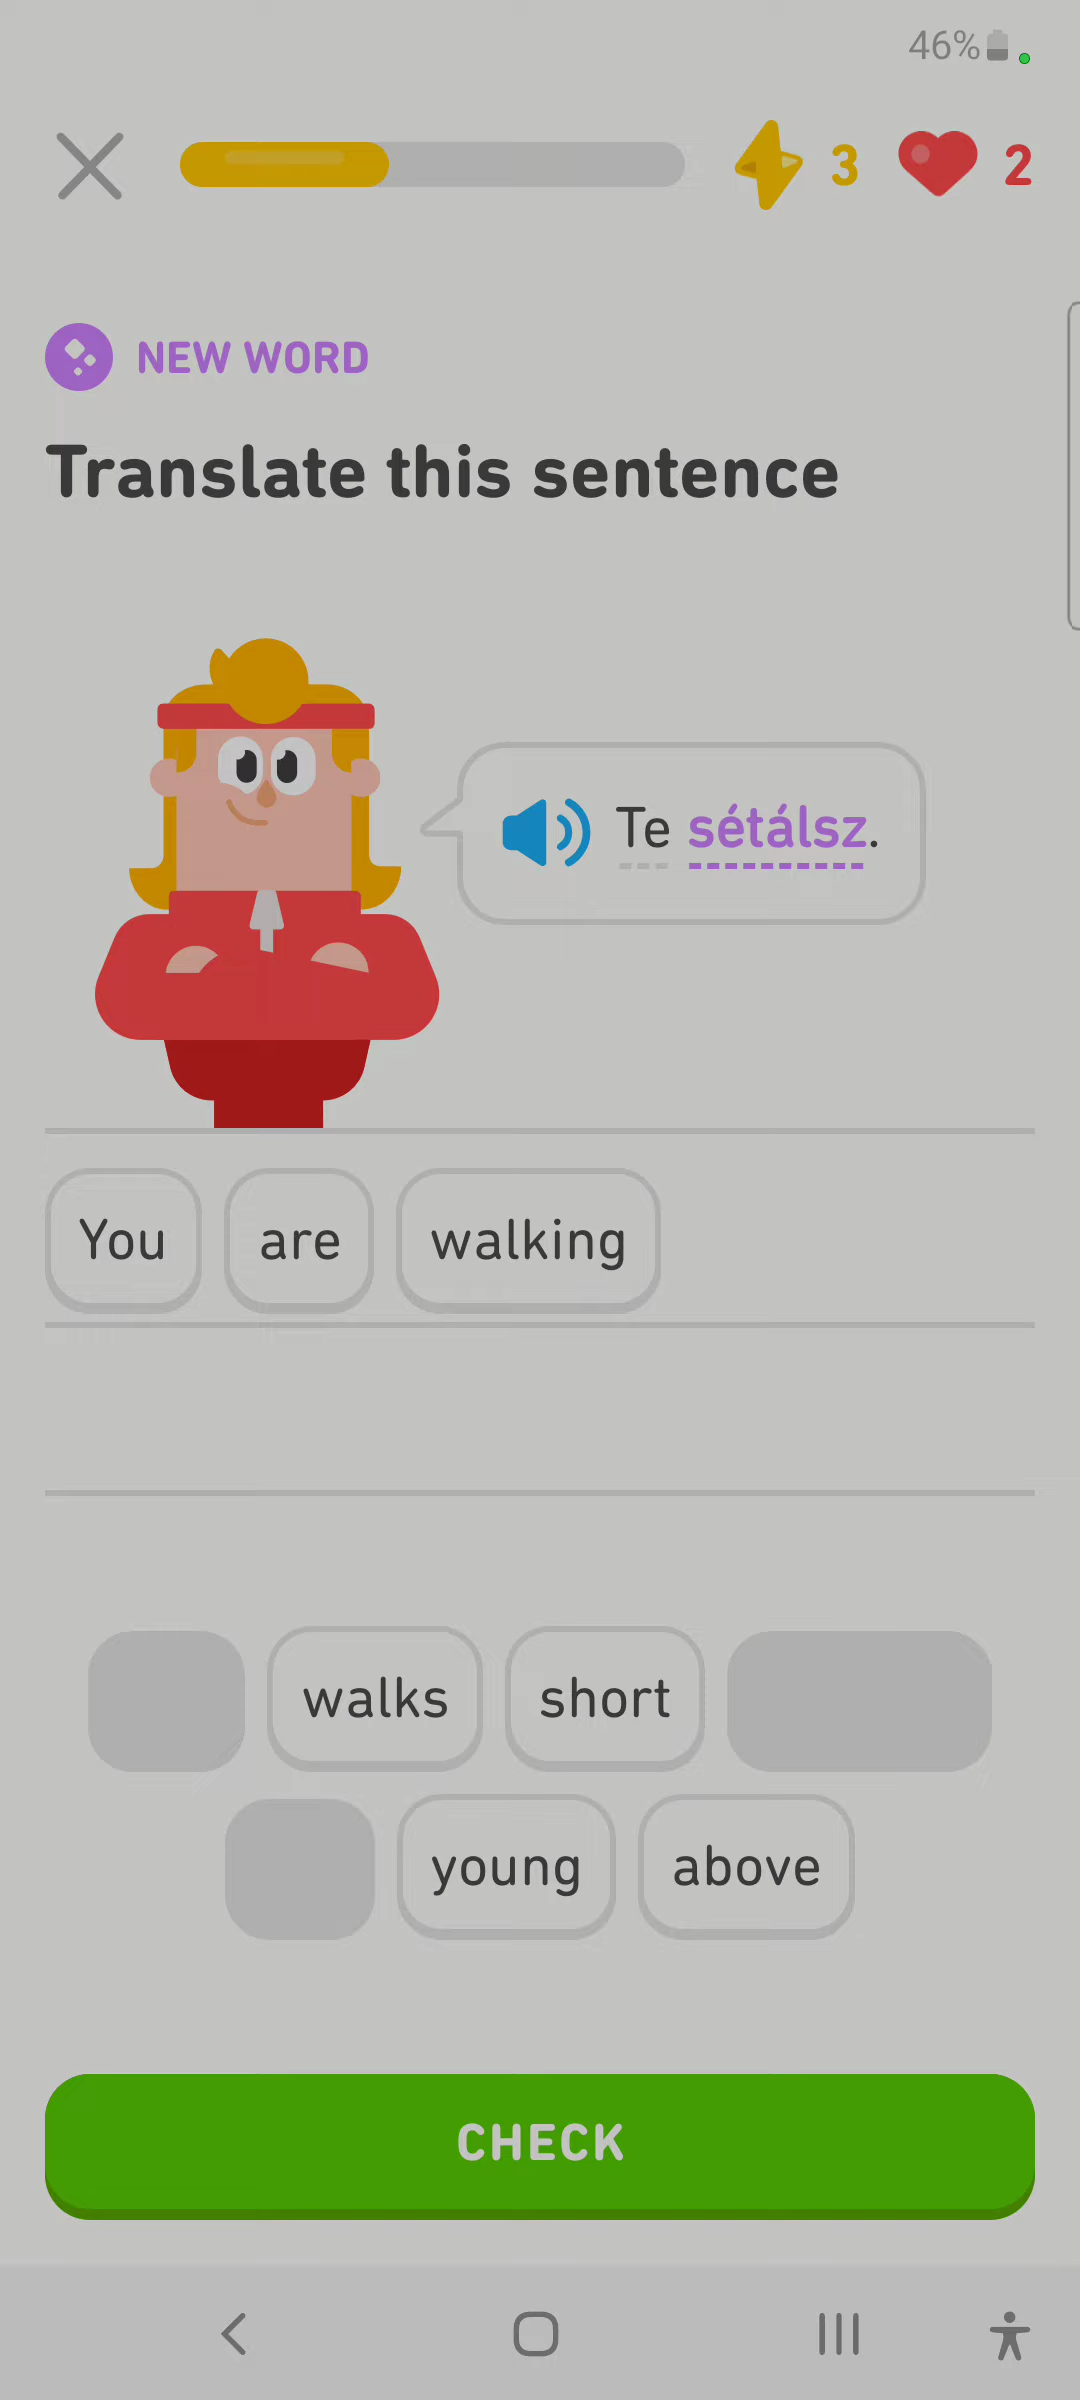 46%
3 2
NEW WORD
Translate this sentence
Te sétálsz.
You are walking
walks short
young above
CHECK